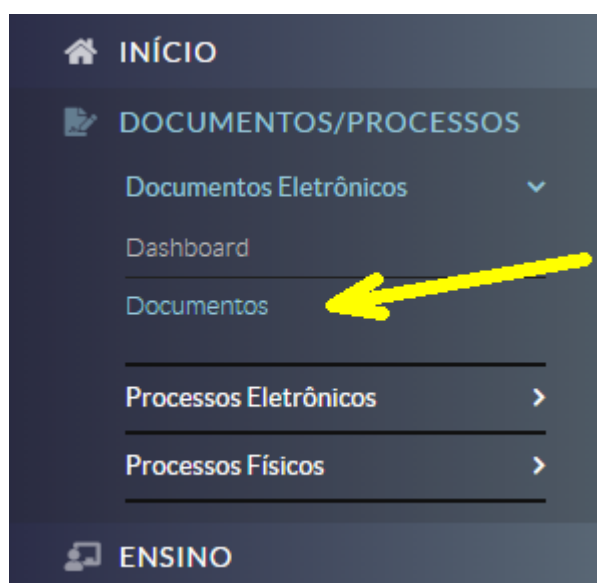 INÍCIO
DOCUMENTOS/PROCESSOS
Documentos Eletrônicos
Dashboard
Documentos
Processos Eletrônicos
Processos Físicos
ENSINO